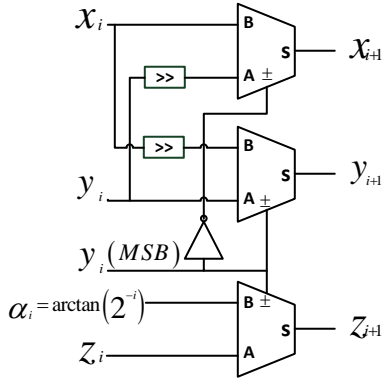 x_i B S x_{i+1}
>> A ±
>> B S y_{i+1}
y_i A ±
y_i (MSB)
α_i = arctan(2^{-i}) B ± S z_{i+1}
z_i A